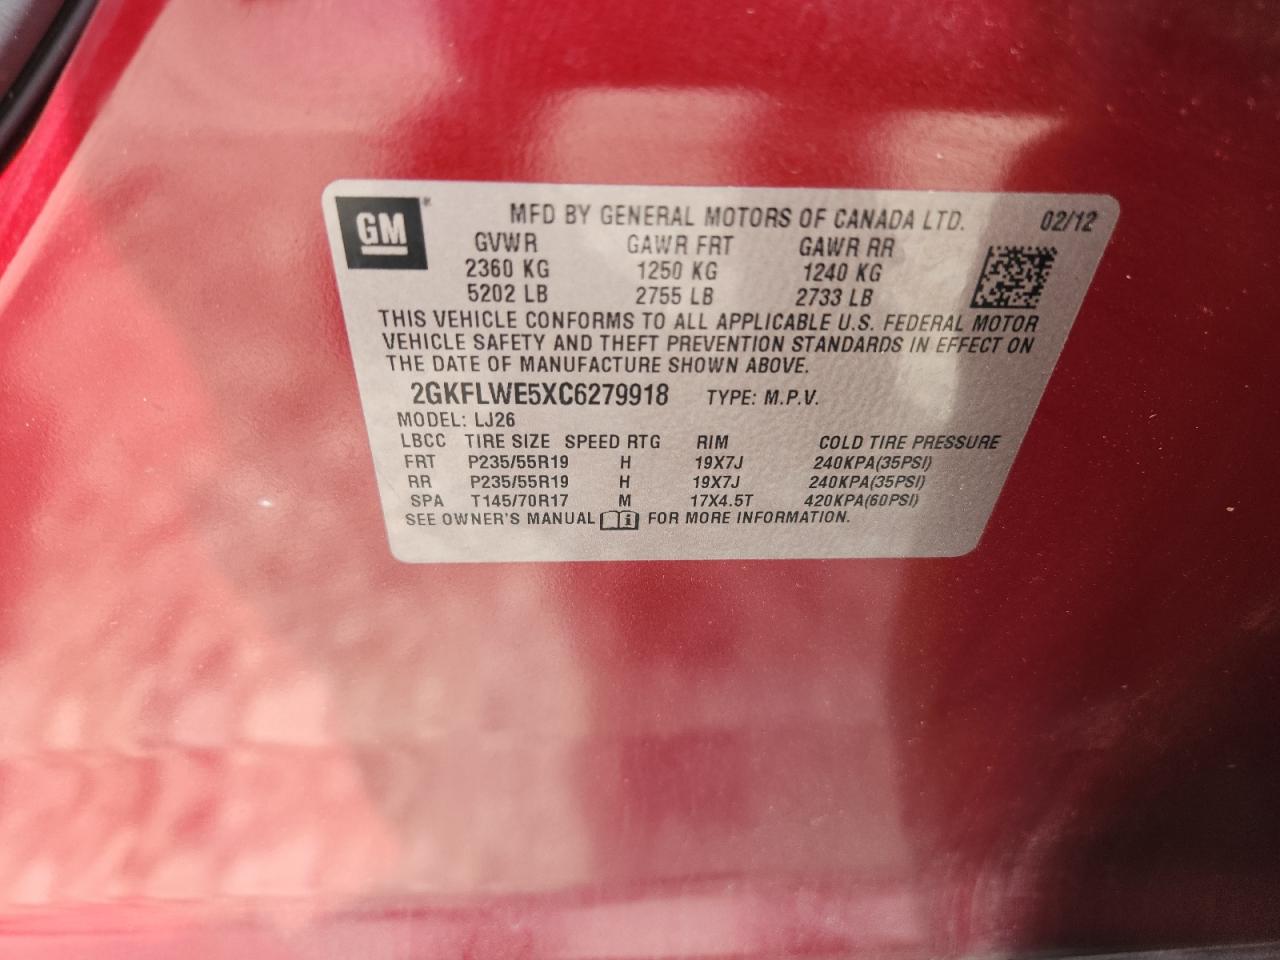 GM® MFD BY GENERAL MOTORS OF CANADA LTD. 02/12
GVWR GAWR FRT GAWR RR
2360 KG 1250 KG 1240 KG
5202 LB 2755 LB 2733 LB
THIS VEHICLE CONFORMS TO ALL APPLICABLE U.S. FEDERAL MOTOR
VEHICLE SAFETY AND THEFT PREVENTION STANDARDS IN EFFECT ON
THE DATE OF MANUFACTURE SHOWN ABOVE.
2GKFLWE5XC6279918 TYPE: M.P.V.
MODEL: LJ26
LBCC TIRE SIZE SPEED RTG RIM COLD TIRE PRESSURE
FRT P235/55R19 H 19X7J 240KPA(35PSI)
RR P235/55R19 H 19X7J 240KPA(35PSI)
SPA T145/70R17 M 17X4.5T 420KPA(60PSI)
SEE OWNER'S MANUAL FOR MORE INFORMATION.